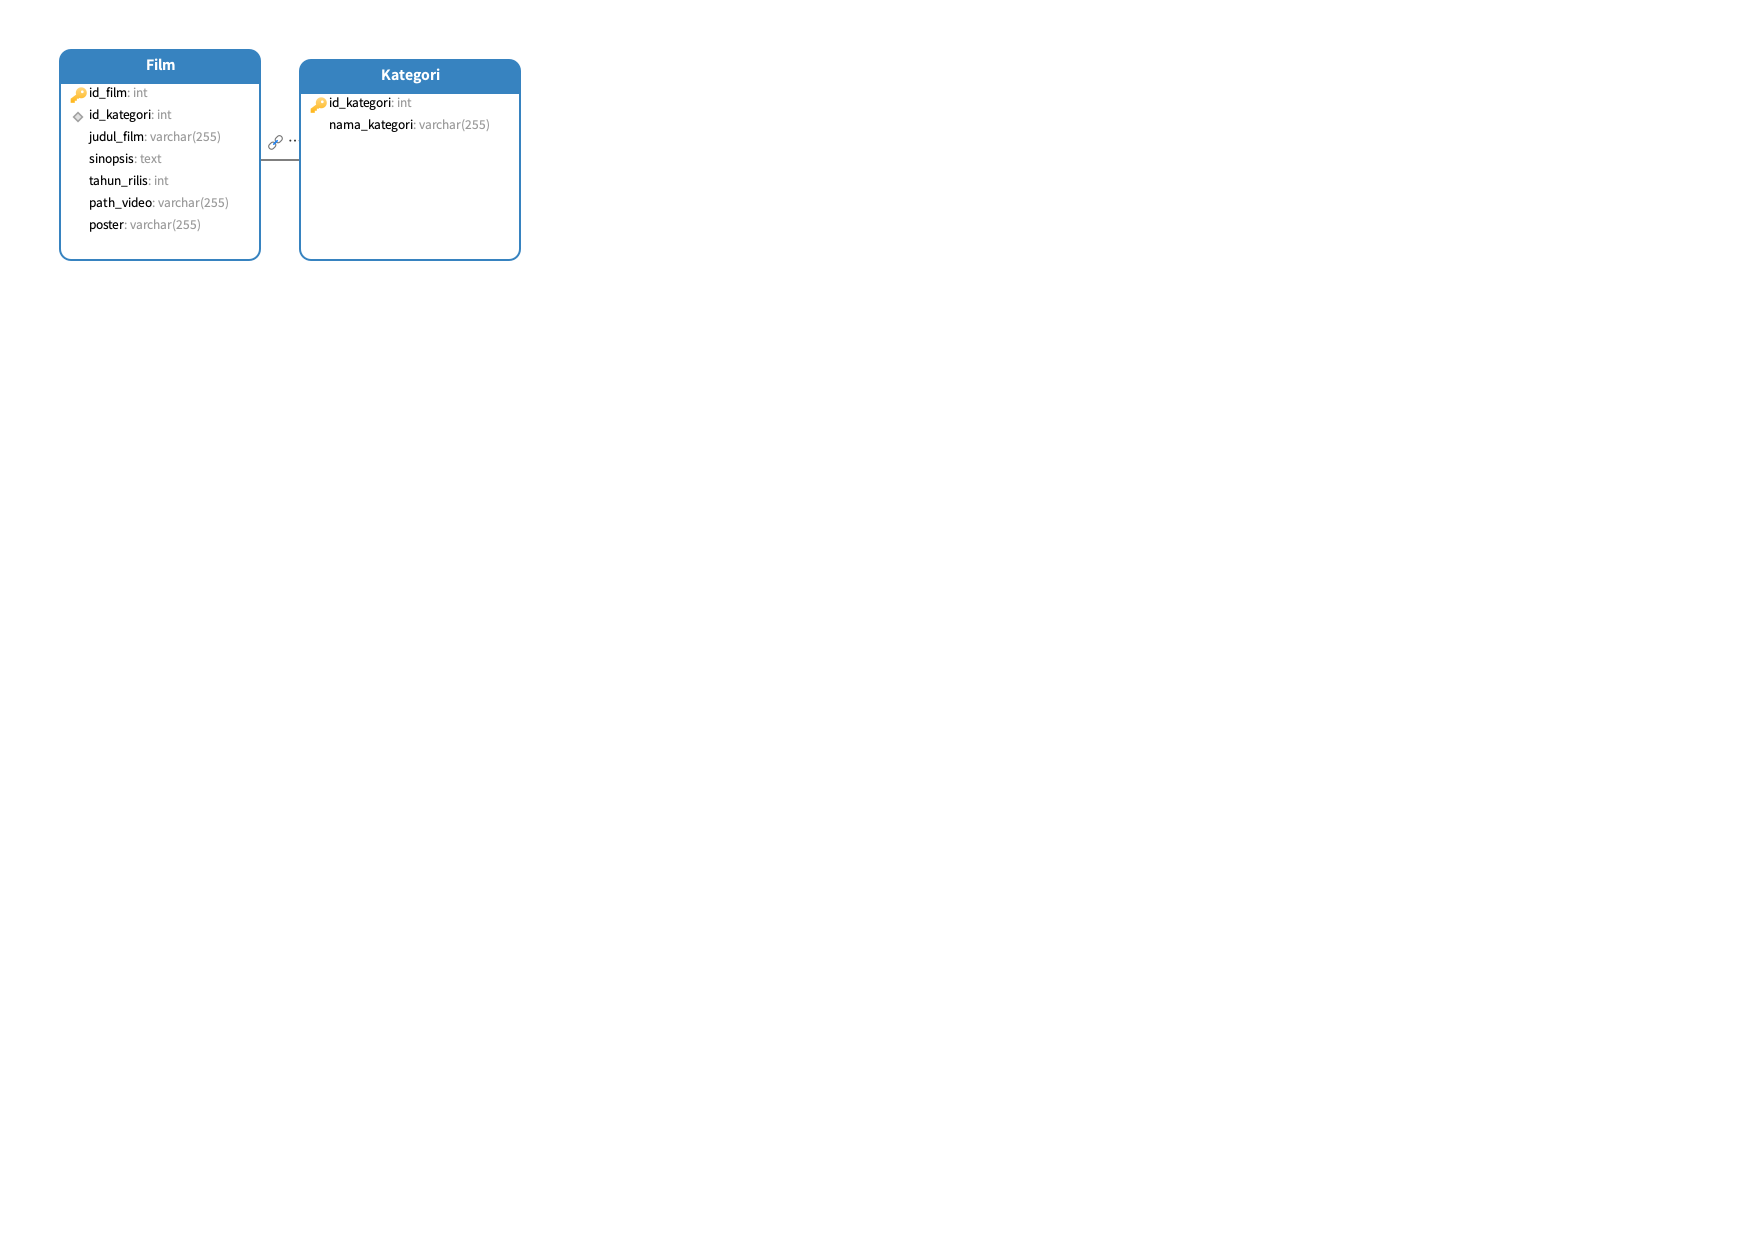 Film
id_film: int
id_kategori: int
judul_film: varchar(255)
sinopsis: text
tahun_rilis: int
path_video: varchar(255)
poster: varchar(255)
Kategori
id_kategori: int
nama_kategori: varchar(255)